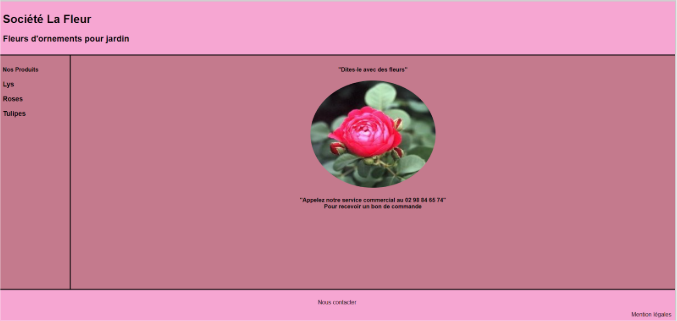 Société La Fleur
Fleurs d'ornements pour jardin
Nos Produits
Lys
Roses
Tulipes
"Dites-le avec des fleurs"
"Appelez notre service commercial au 02 98 84 66 74"
Pour recevoir un bon de commande
Nous contacter
Mention légales